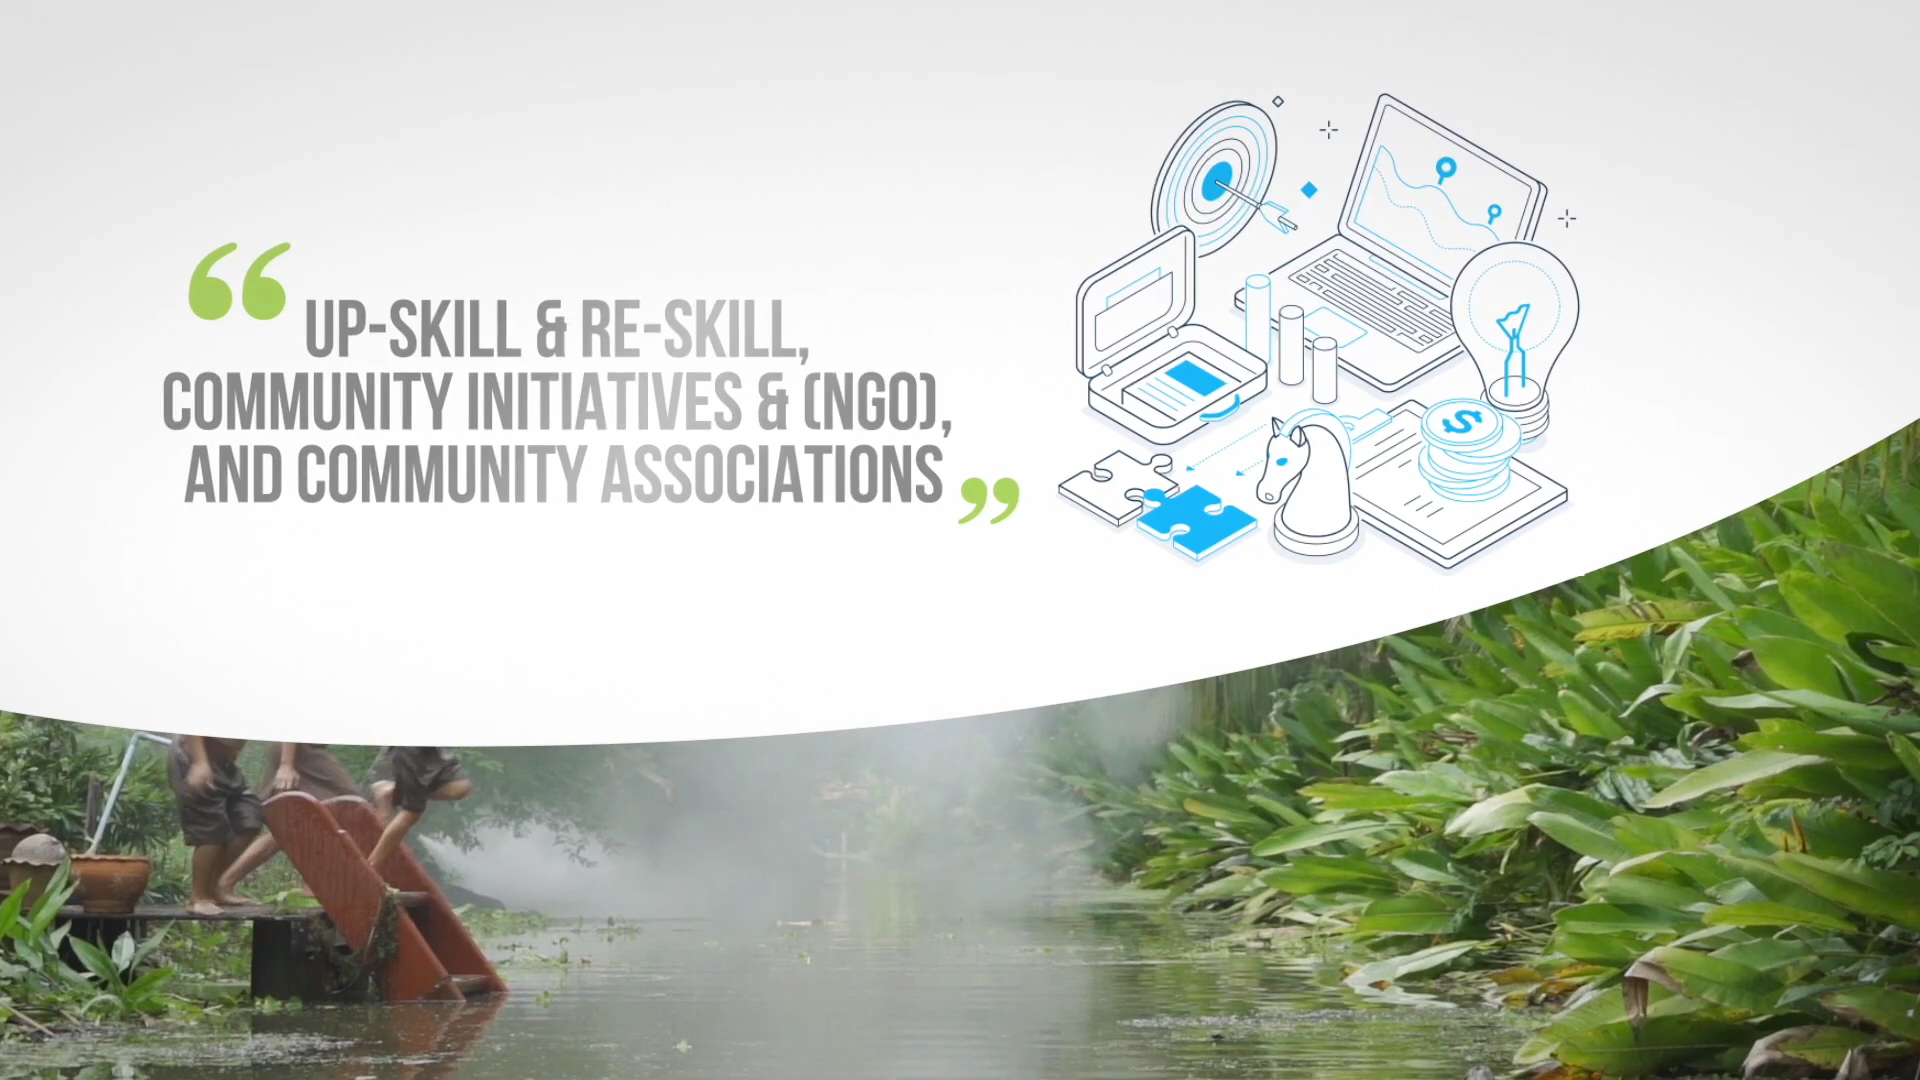 “ UP-SKILL & RE-SKILL,
COMMUNITY INITIATIVES & (NGO),
AND COMMUNITY ASSOCIATIONS ”
$